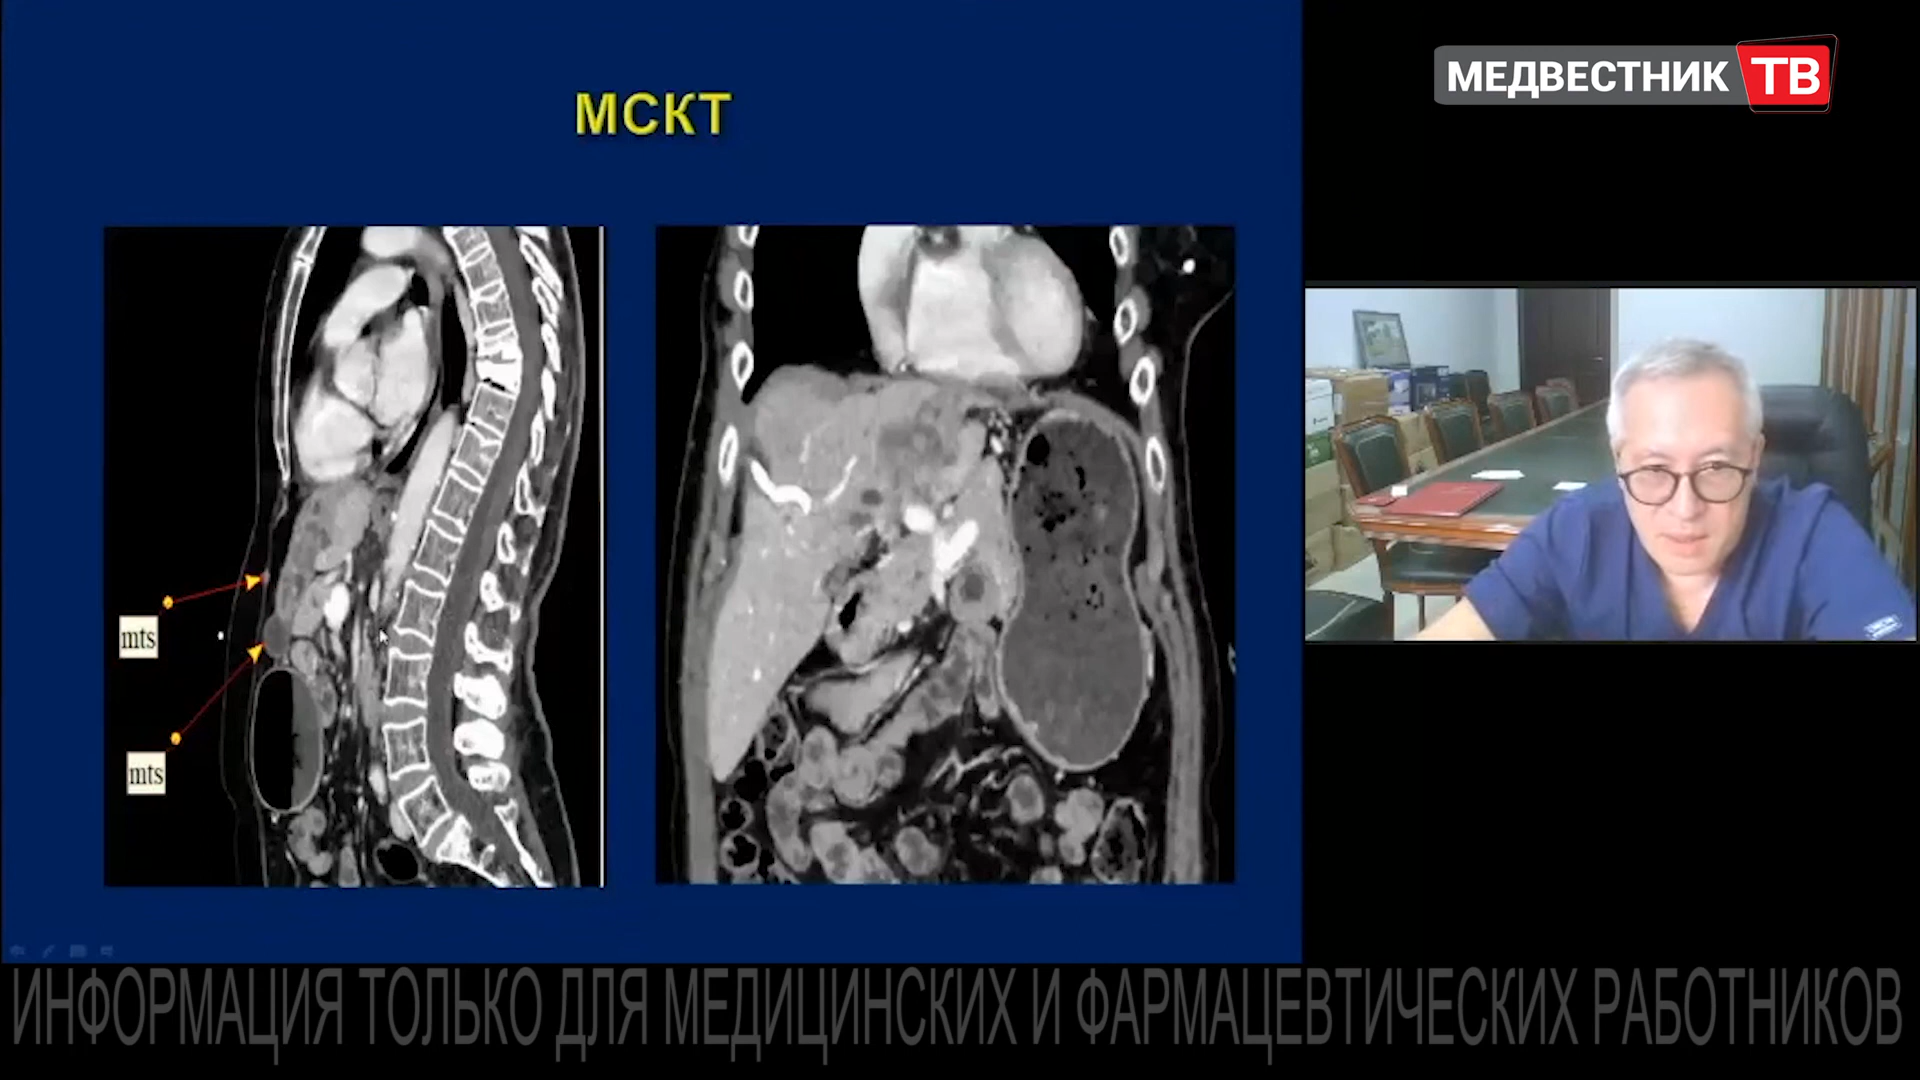 МСКТ
mts
mts
МЕДВЕСТНИК ТВ
ИНФОРМАЦИЯ ТОЛЬКО ДЛЯ МЕДИЦИНСКИХ И ФАРМАЦЕВТИЧЕСКИХ РАБОТНИКОВ